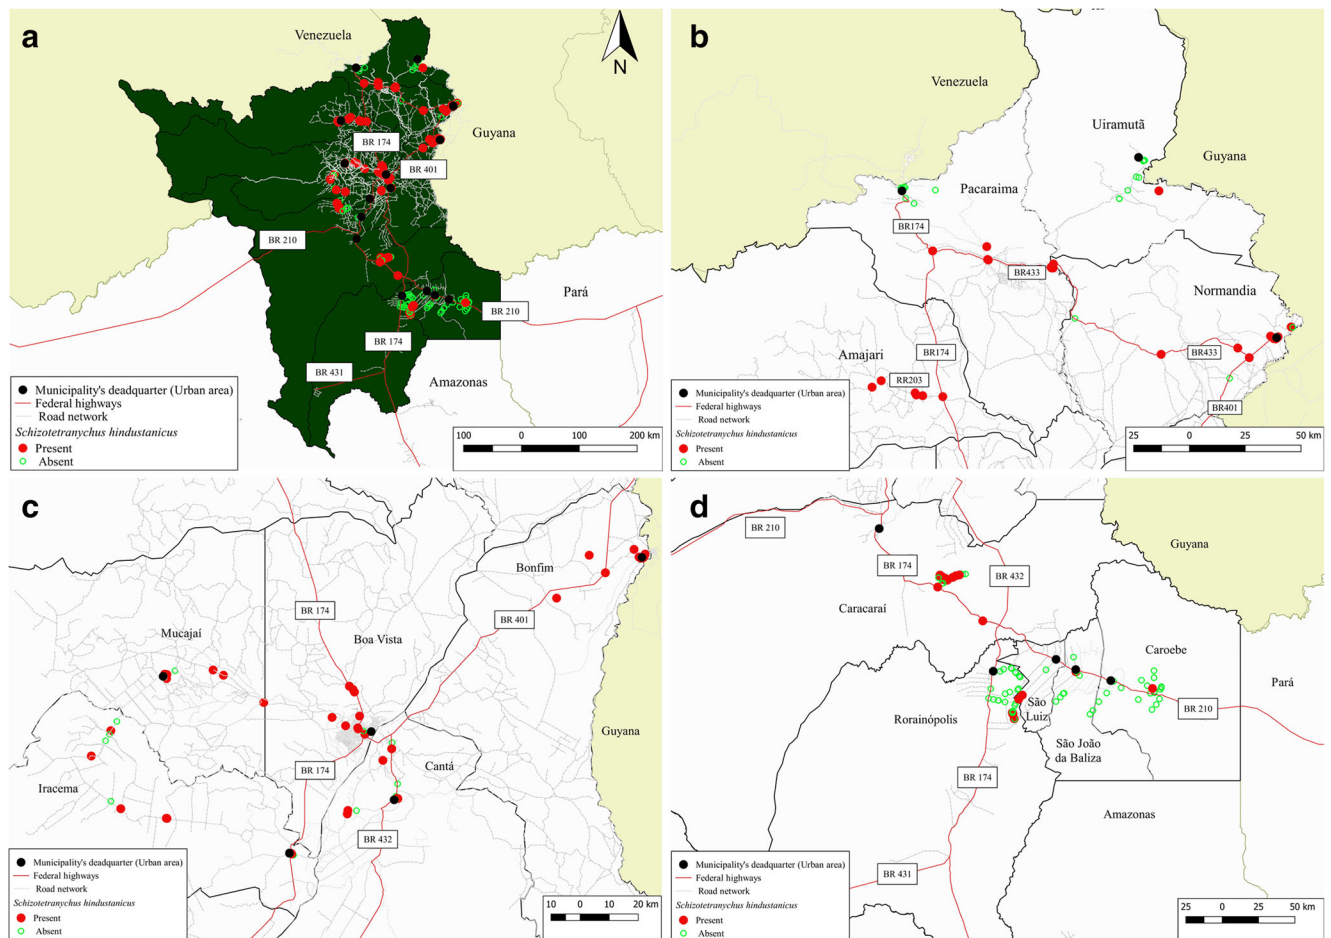 a
Venezuela
N
Guyana
BR 174
BR 401
BR 210
Pará
BR 210
BR 174
BR 431
Amazonas
Municipality's deadquarter (Urban area)
Federal highways
Road network
Schizotetranychus hindustanicus
Present
Absent
100 0 100 200 km
b
Venezuela
Uiramutã
Guyana
Pacaraima
BR174
BR433
Normandia
Amajari
BR174
BR433
RR203
BR401
Municipality's deadquarter (Urban area)
Federal highways
Road network
Schizotetranychus hindustanicus
Present
Absent
25 0 25 50 km
c
Bonfim
BR 174
BR 401
Mucajaí
Boa Vista
Guyana
BR 174
Cantá
Iracema
BR 432
Municipality's deadquarter (Urban area)
Federal highways
Road network
Schizotetranychus hindustanicus
Present
Absent
10 0 10 20 km
d
BR 210
Guyana
BR 174
BR 432
Caracaraí
Caroebe
Pará
São
Luiz
BR 210
Rorainópolis
São João
da Baliza
BR 174
Amazonas
BR 431
Municipality's deadquarter (Urban area)
Federal highways
Road network
Schizotetranychus hindustanicus
Present
Absent
25 0 25 50 km